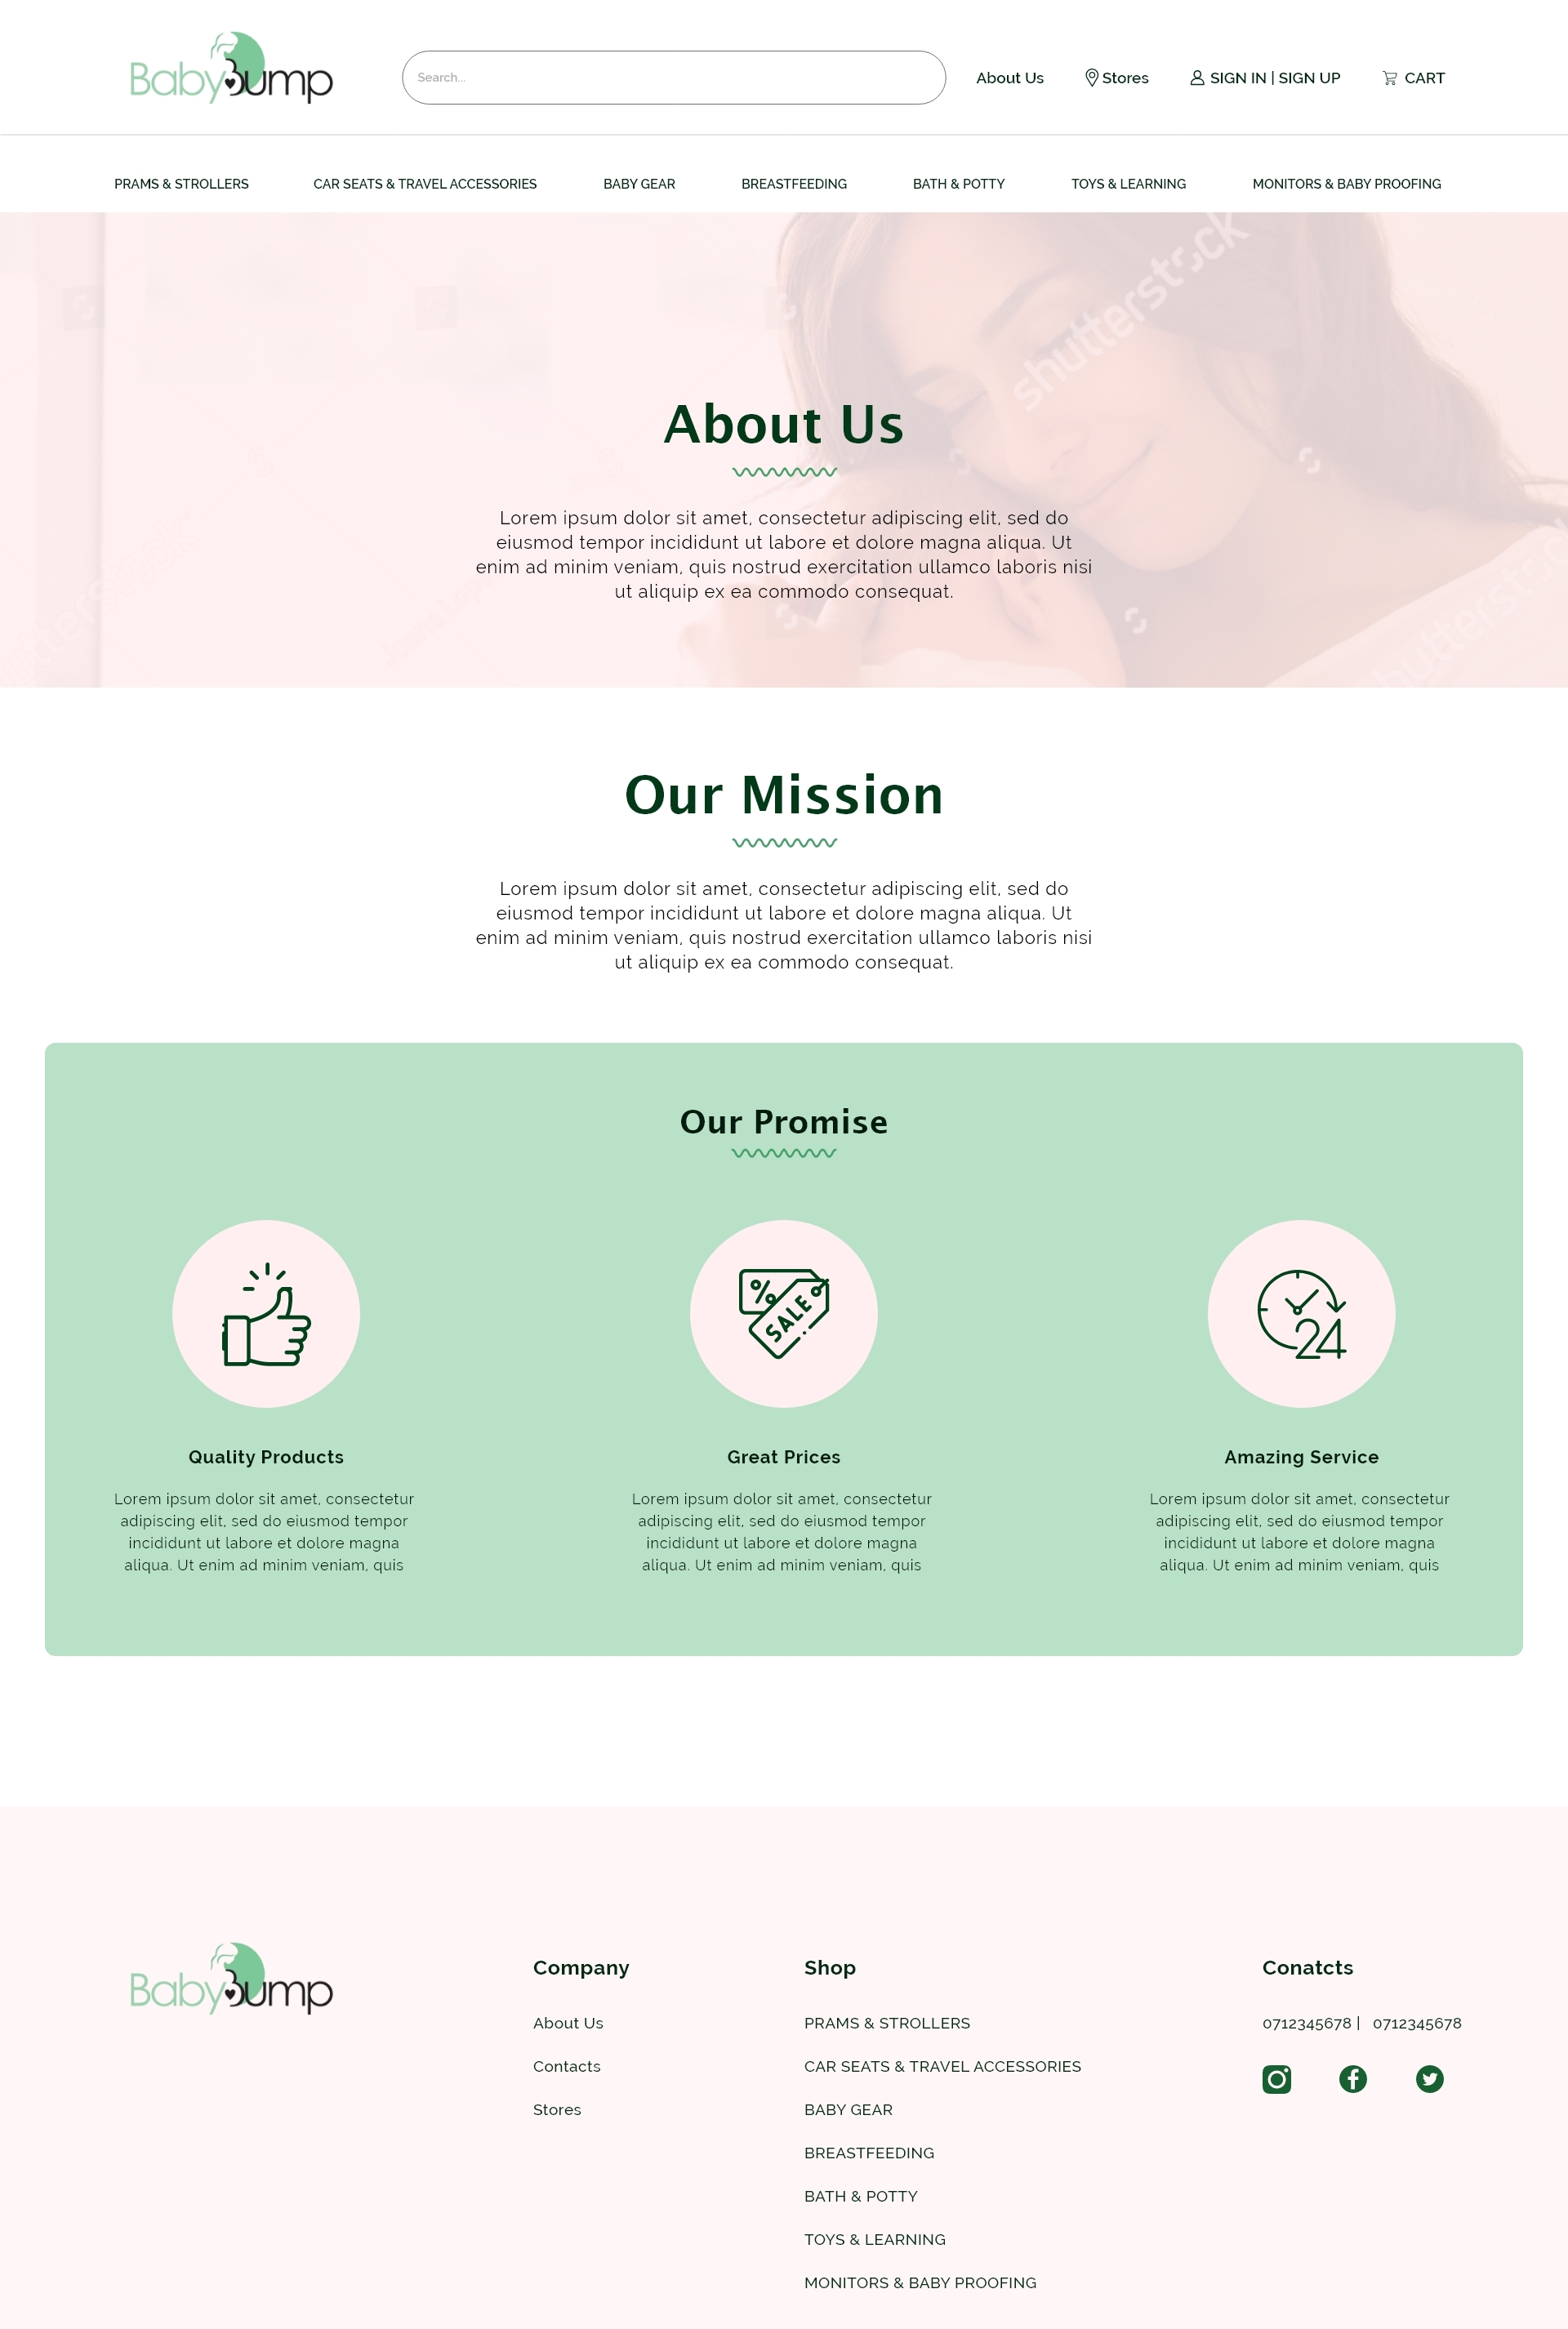 BabyBump
Search...
About Us
Stores
SIGN IN | SIGN UP
CART
PRAMS & STROLLERS
CAR SEATS & TRAVEL ACCESSORIES
BABY GEAR
BREASTFEEDING
BATH & POTTY
TOYS & LEARNING
MONITORS & BABY PROOFING
shutterstock
About Us
Lorem ipsum dolor sit amet, consectetur adipiscing elit, sed do
eiusmod tempor incididunt ut labore et dolore magna aliqua. Ut
enim ad minim veniam, quis nostrud exercitation ullamco laboris nisi
ut aliquip ex ea commodo consequat.
Our Mission
Lorem ipsum dolor sit amet, consectetur adipiscing elit, sed do
eiusmod tempor incididunt ut labore et dolore magna aliqua. Ut
enim ad minim veniam, quis nostrud exercitation ullamco laboris nisi
ut aliquip ex ea commodo consequat.
Our Promise
Quality Products
Lorem ipsum dolor sit amet, consectetur
adipiscing elit, sed do eiusmod tempor
incididunt ut labore et dolore magna
aliqua. Ut enim ad minim veniam, quis
% SALE
Great Prices
Lorem ipsum dolor sit amet, consectetur
adipiscing elit, sed do eiusmod tempor
incididunt ut labore et dolore magna
aliqua. Ut enim ad minim veniam, quis
24
Amazing Service
Lorem ipsum dolor sit amet, consectetur
adipiscing elit, sed do eiusmod tempor
incididunt ut labore et dolore magna
aliqua. Ut enim ad minim veniam, quis
BabyBump
Company
About Us
Contacts
Stores
Shop
PRAMS & STROLLERS
CAR SEATS & TRAVEL ACCESSORIES
BABY GEAR
BREASTFEEDING
BATH & POTTY
TOYS & LEARNING
MONITORS & BABY PROOFING
Conatcts
0712345678 | 0712345678